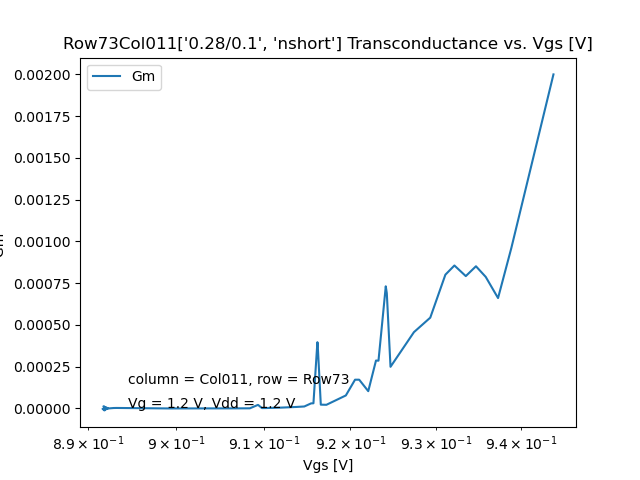 Row73Col011['0.28/0.1', 'nshort'] Transconductance vs. Vgs [V]
Gm
0.00200
0.00175
0.00150
0.00125
0.00100
0.00075
0.00050
0.00025
0.00000
Gm
column = Col011, row = Row73
Vg = 1.2 V, Vdd = 1.2 V
8.9 × 10⁻¹ 9 × 10⁻¹ 9.1 × 10⁻¹ 9.2 × 10⁻¹ 9.3 × 10⁻¹ 9.4 × 10⁻¹
Vgs [V]